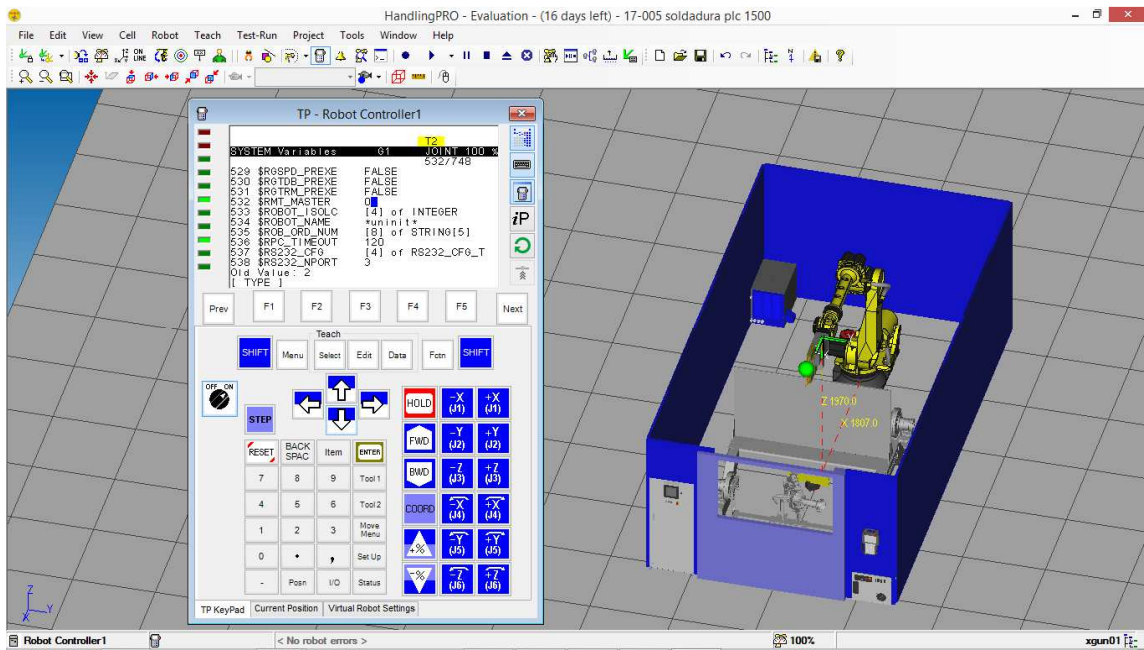 HandlingPRO - Evaluation - (16 days left) - 17-005 soldadura plc 1500
File Edit View Cell Robot Teach Test-Run Project Tools Window Help
TP - Robot Controller1
T2
SYSTEM Variables G1 JOINT 100 %
532/748
529 $RGSPD_PREXE FALSE
530 $RGTDB_PREXE FALSE
531 $RGTRM_PREXE FALSE
532 $RMT_MASTER 0
533 $ROBOT_ISOLC [4] of INTEGER
534 $ROBOT_NAME *uninit*
535 $ROB_ORD_NUM [8] of STRING[5]
536 $RPC_TIMEOUT 120
537 $RS232_CFG [4] of RS232_CFG_T
538 $RS232_NPORT 3
Old Value: 2
[ TYPE ]
iP
Prev F1 F2 F3 F4 F5 Next
Teach
SHIFT Menu Select Edit Data Fctn SHIFT
OFF ON
STEP
HOLD -X (J1) +X (J1)
FWD -Y (J2) +Y (J2)
BWD -Z (J3) +Z (J3)
COORD -X (J4) +X (J4)
+% -Y (J5) +Y (J5)
-% -Z (J6) +Z (J6)
RESET BACK SPAC Item ENTER
7 8 9 Tool 1
4 5 6 Tool 2
1 2 3 Move Menu
0 • , Set Up
- Posn I/O Status
TP KeyPad Current Position Virtual Robot Settings
Z 1970.0
X 1807.0
Z
Y
X
Robot Controller1 < No robot errors > 100% xgun01